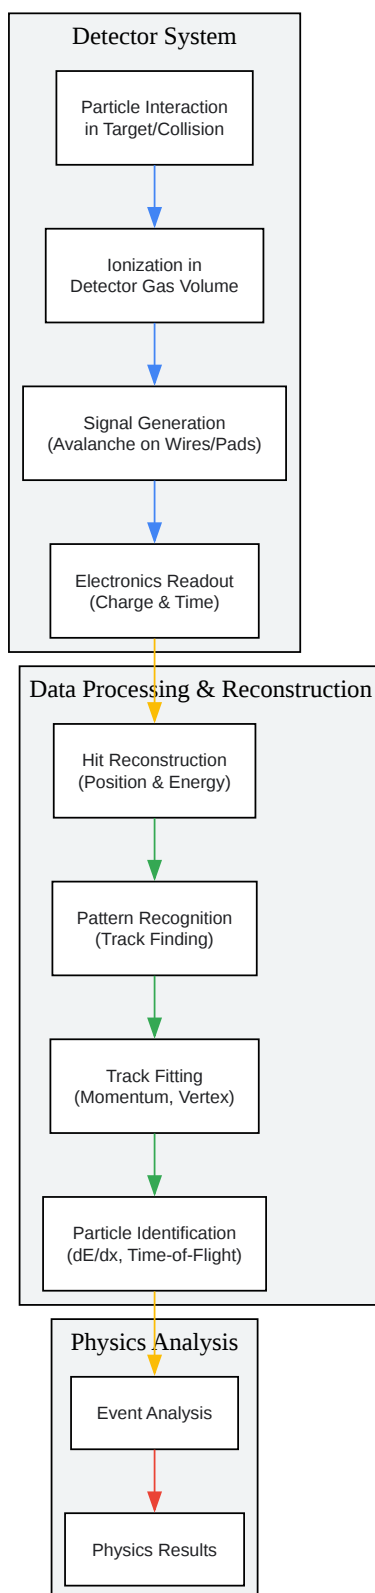 Detector System
Particle Interaction
in Target/Collision
Ionization in
Detector Gas Volume
Signal Generation
(Avalanche on Wires/Pads)
Electronics Readout
(Charge & Time)
Data Processing & Reconstruction
Hit Reconstruction
(Position & Energy)
Pattern Recognition
(Track Finding)
Track Fitting
(Momentum, Vertex)
Particle Identification
(dE/dx, Time-of-Flight)
Physics Analysis
Event Analysis
Physics Results